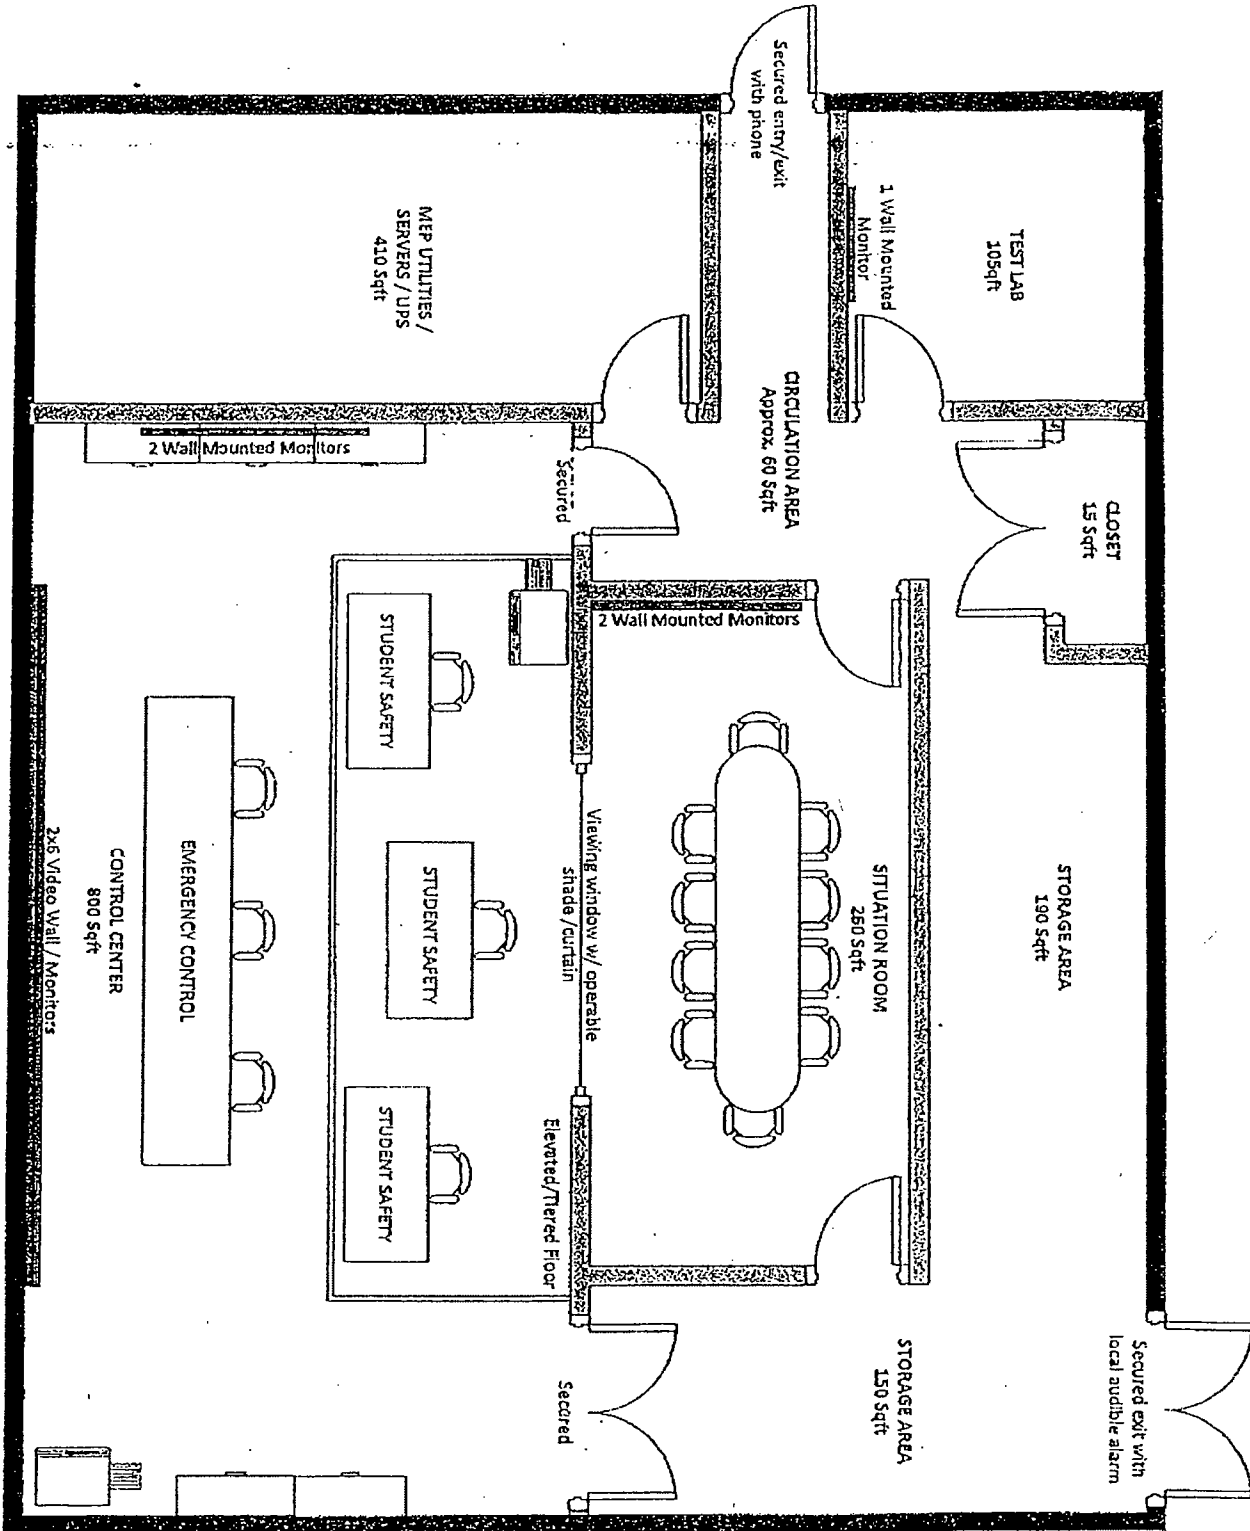 Secured entry/exit
with phone
TEST LAB
105qft
1 Wall Mounted
Monitor
MEP UTILITIES /
SERVERS / UPS
410 Sqft
CIRCULATION AREA
Approx. 60 Sqft
CLOSET
15 Sqft
2 Wall Mounted Monitors
Secured
2 Wall Mounted Monitors
STUDENT SAFETY
STUDENT SAFETY
STUDENT SAFETY
Viewing window w/ operable
shade/curtain
SITUATION ROOM
260 Sqft
STORAGE AREA
190 Sqft
EMERGENCY CONTROL
CONTROL CENTER
800 Sqft
2x6 Video Wall / Monitors
Elevated/Tiered Floor
Secured
STORAGE AREA
150 Sqft
Secured exit with
local audible alarm